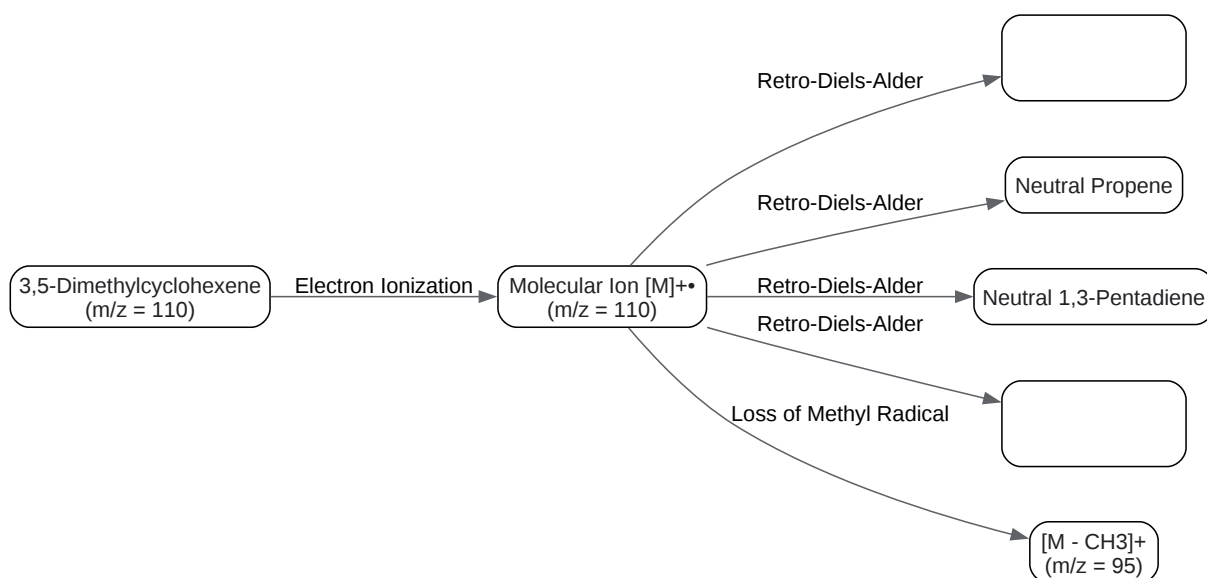 Retro-Diels-Alder
Retro-Diels-Alder
Neutral Propene
3,5-Dimethylcyclohexene
(m/z = 110)
Electron Ionization
Molecular Ion [M]+•
(m/z = 110)
Retro-Diels-Alder
Neutral 1,3-Pentadiene
Retro-Diels-Alder
Loss of Methyl Radical
[M - CH3]+
(m/z = 95)